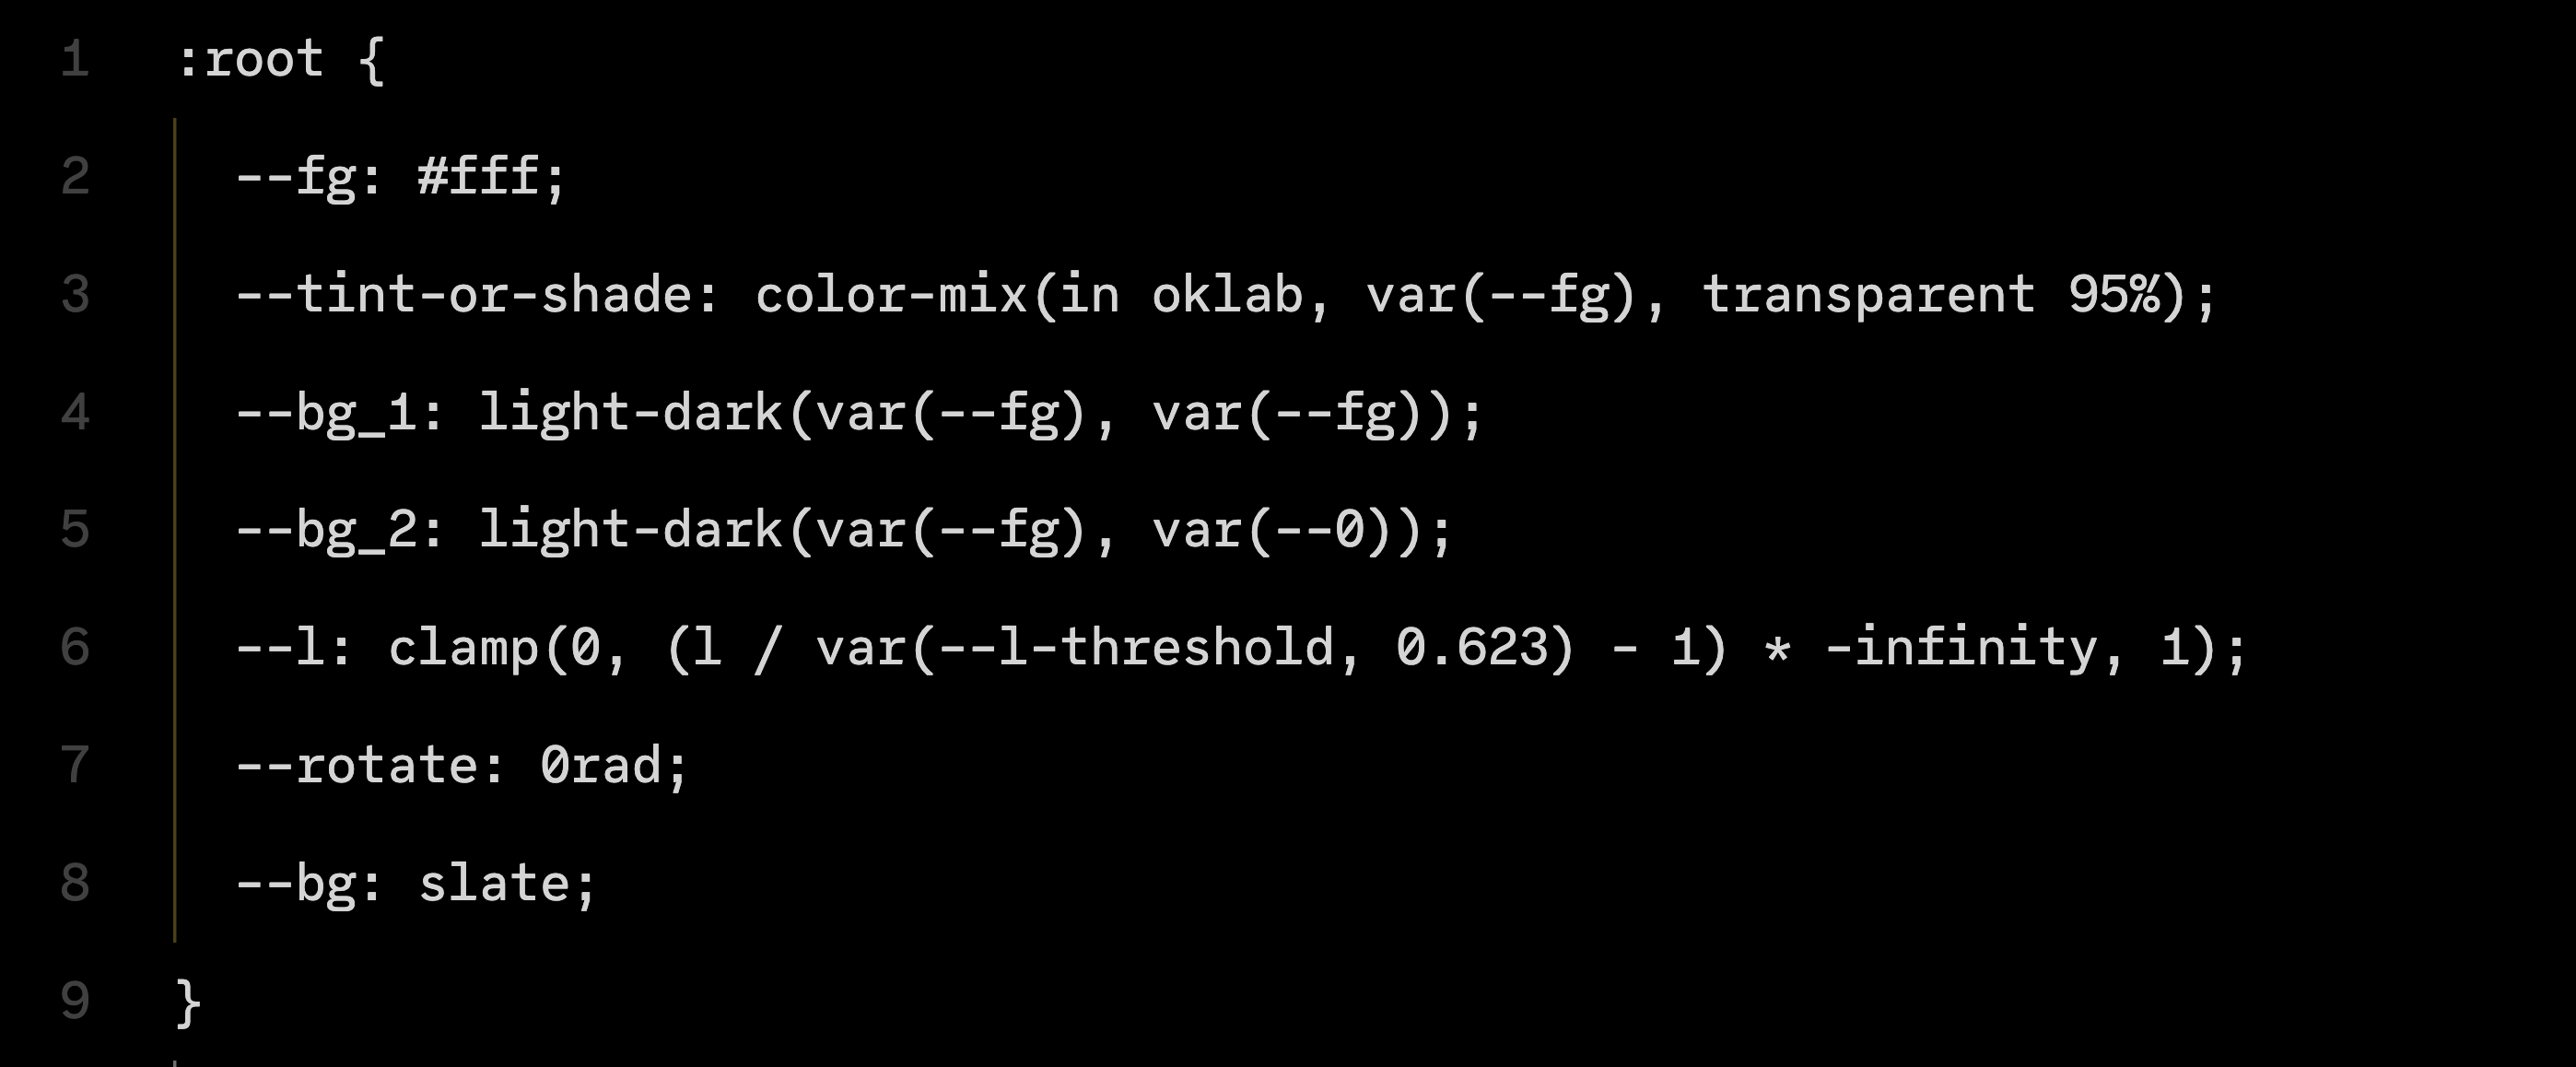 1 :root {
2 --fg: #fff;
3 --tint-or-shade: color-mix(in oklab, var(--fg), transparent 95%);
4 --bg_1: light-dark(var(--fg), var(--fg));
5 --bg_2: light-dark(var(--fg), var(--0));
6 --l: clamp(0, (l / var(--l-threshold, 0.623) - 1) * -infinity, 1);
7 --rotate: 0rad;
8 --bg: slate;
9 }